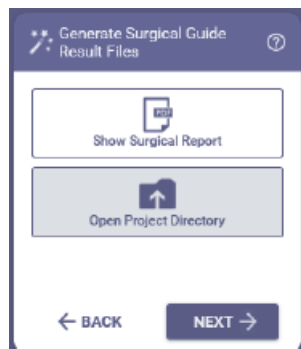 Generate Surgical Guide
Result Files
PDF
Show Surgical Report
Open Project Directory
BACK
NEXT